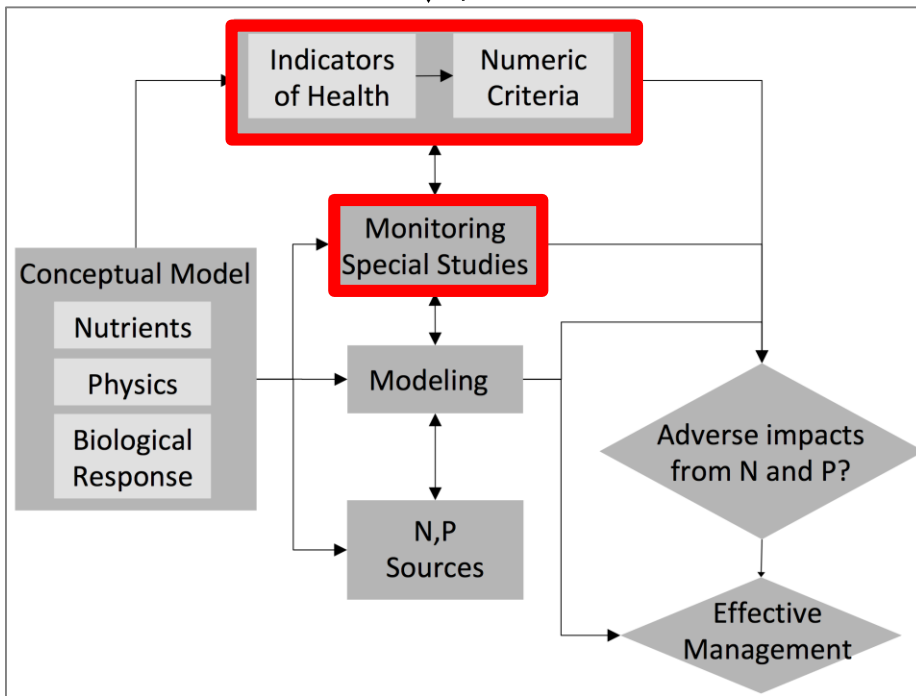 Indicators
of Health
Numeric
Criteria
Monitoring
Special Studies
Conceptual Model
Nutrients
Physics
Biological
Response
Modeling
N,P
Sources
Adverse impacts
from N and P?
Effective
Management